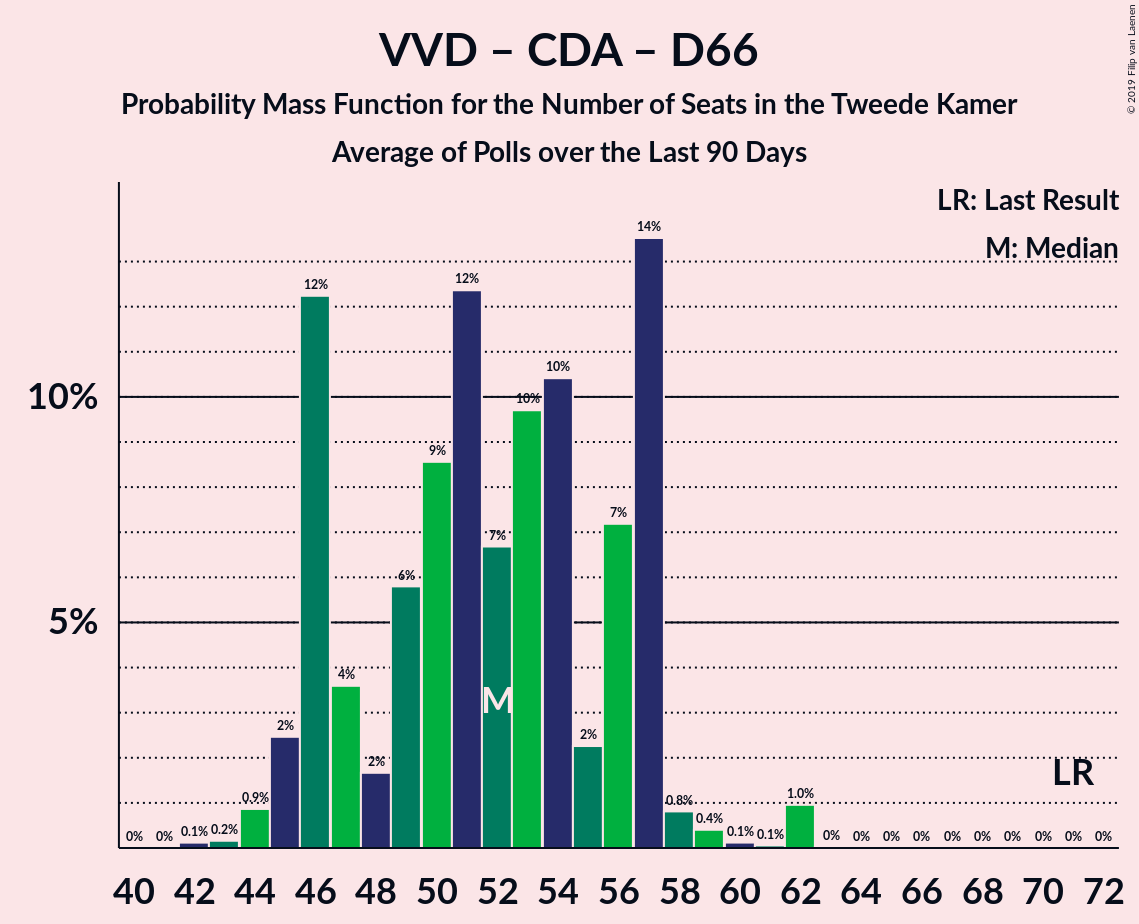 VVD – CDA – D66
Probability Mass Function for the Number of Seats in the Tweede Kamer
Average of Polls over the Last 90 Days
© 2019 Filip van Laenen
LR: Last Result
M: Median
10%
5%
0% 0% 0.1% 0.2% 0.9% 2% 12% 4% 2% 6% 9% 12% 7% 10% 10% 2% 7% 14% 0.8% 0.4% 0.1% 0.1% 1.0% 0% 0% 0% 0% 0% 0% 0% 0% 0% 0%
M
LR
40 42 44 46 48 50 52 54 56 58 60 62 64 66 68 70 72